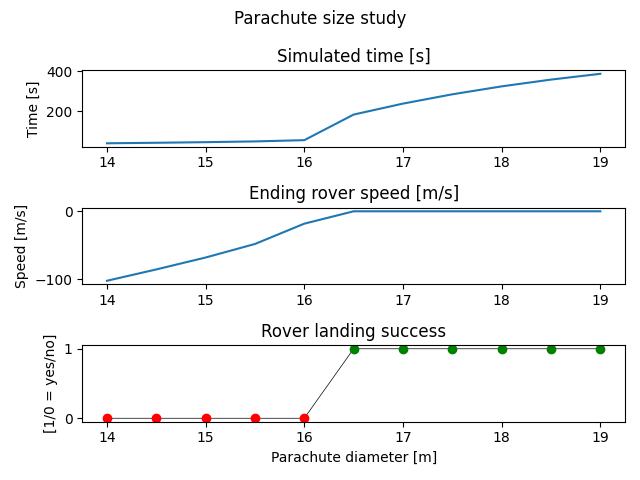 Parachute size study
Simulated time [s]
Time [s]
400
200
14 15 16 17 18 19
Ending rover speed [m/s]
Speed [m/s]
0
−100
14 15 16 17 18 19
Rover landing success
[1/0 = yes/no]
1
0
14 15 16 17 18 19
Parachute diameter [m]